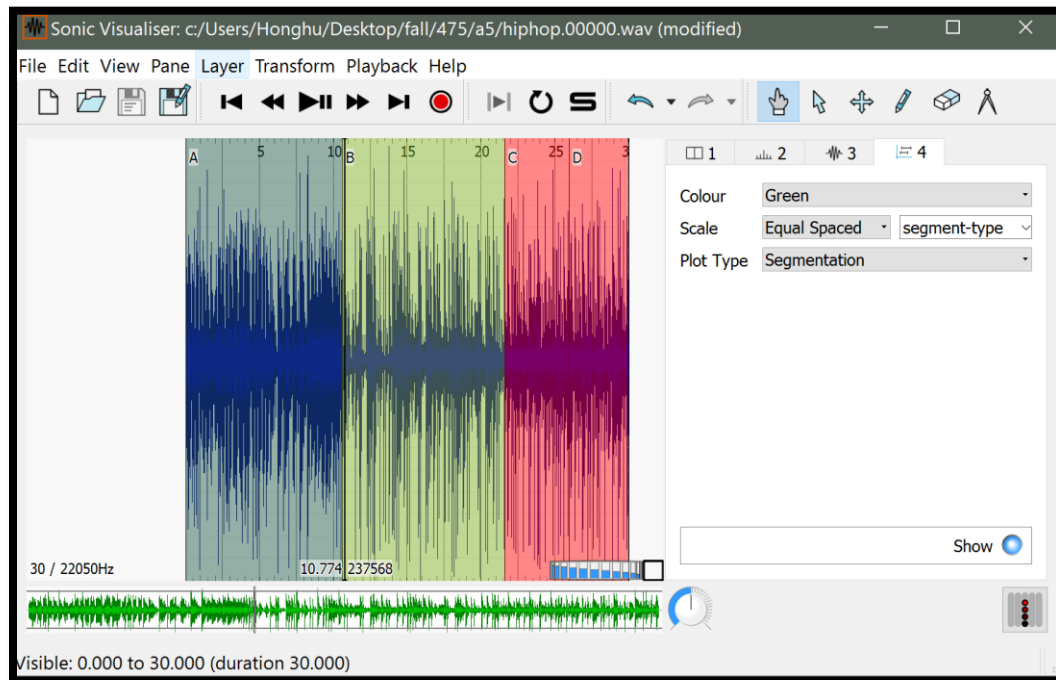 Sonic Visualiser: c:/Users/Honghu/Desktop/fall/475/a5/hiphop.00000.wav (modified)
File Edit View Pane Layer Transform Playback Help
A 5 10 B 15 20 C 25 D 3
1 2 3 4
Colour Green
Scale Equal Spaced segment-type
Plot Type Segmentation
Show
30 / 22050Hz 10.774 237568
Visible: 0.000 to 30.000 (duration 30.000)